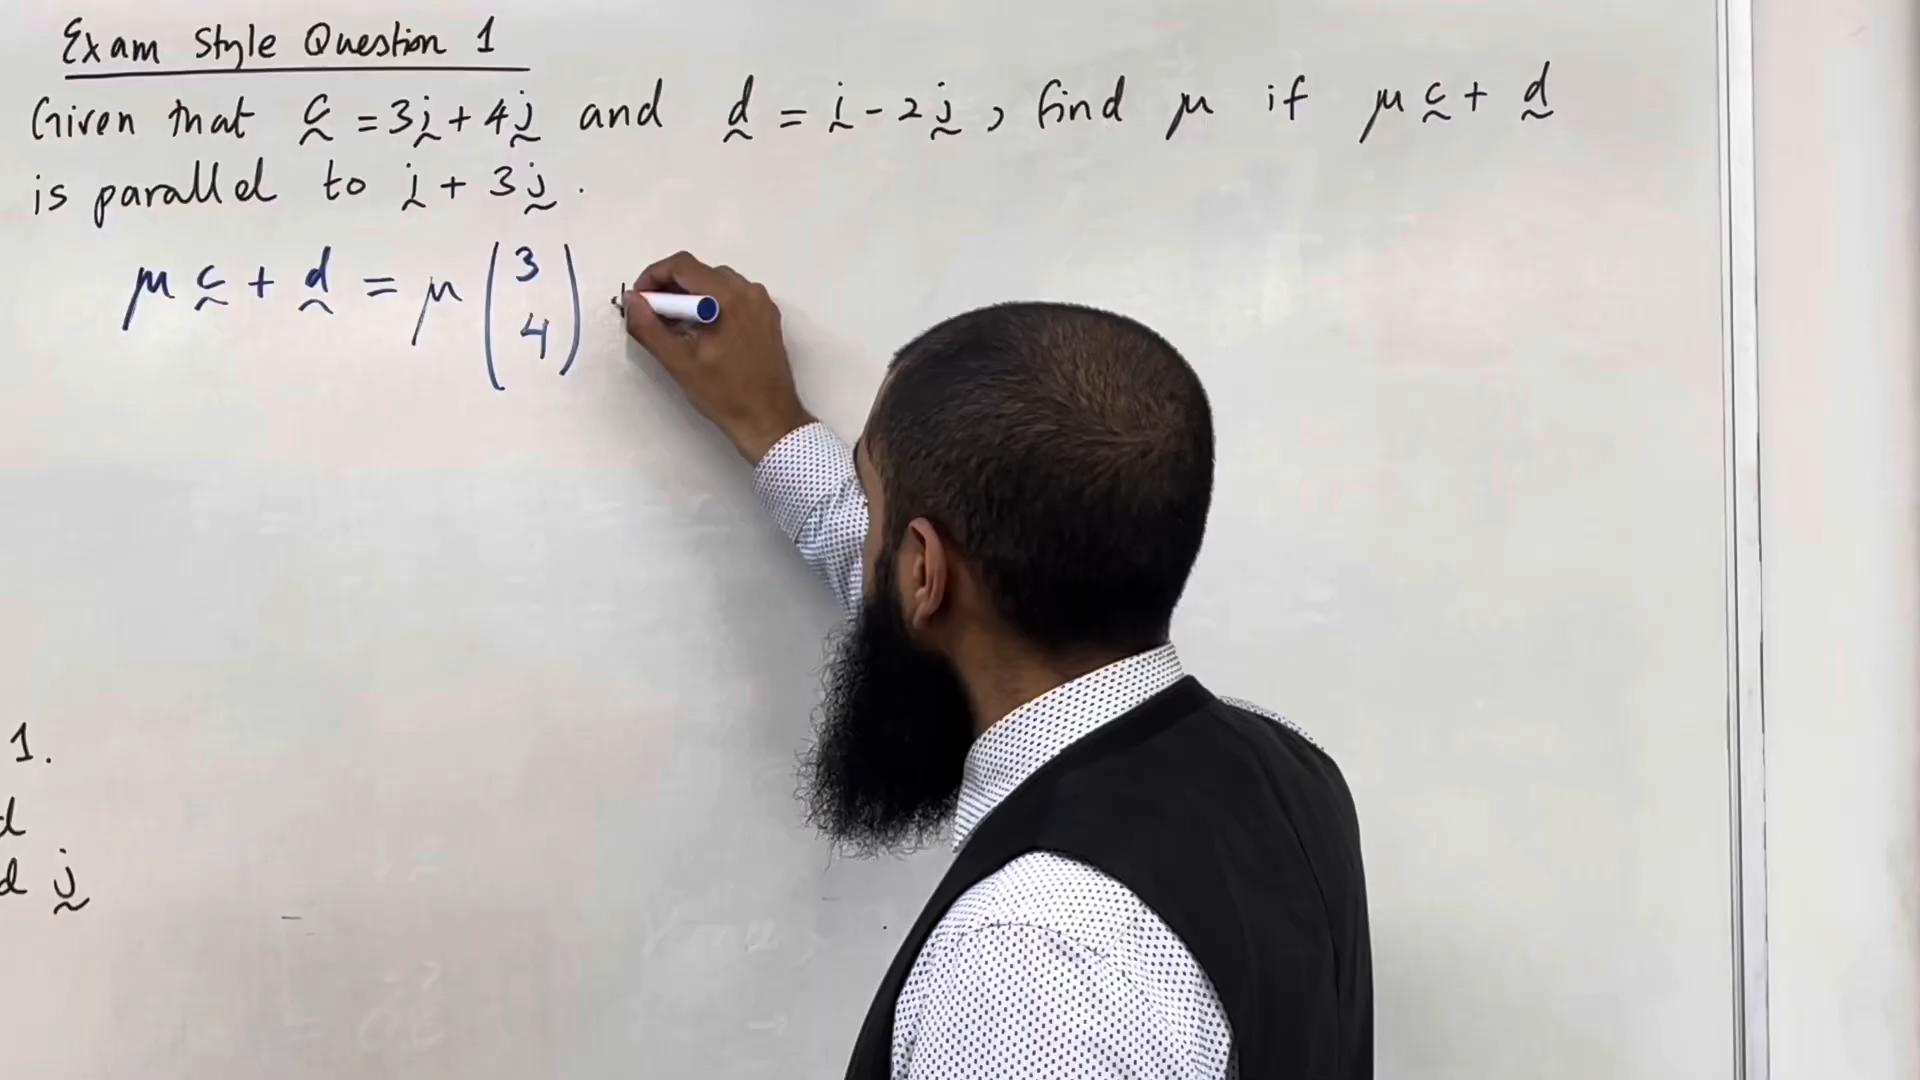 Exam Style Question 1
Given that c = 3i + 4j and d = i - 2j, find μ if μc + d
is parallel to i + 3j.
μc + d = μ (3
4)
1.
d
d j